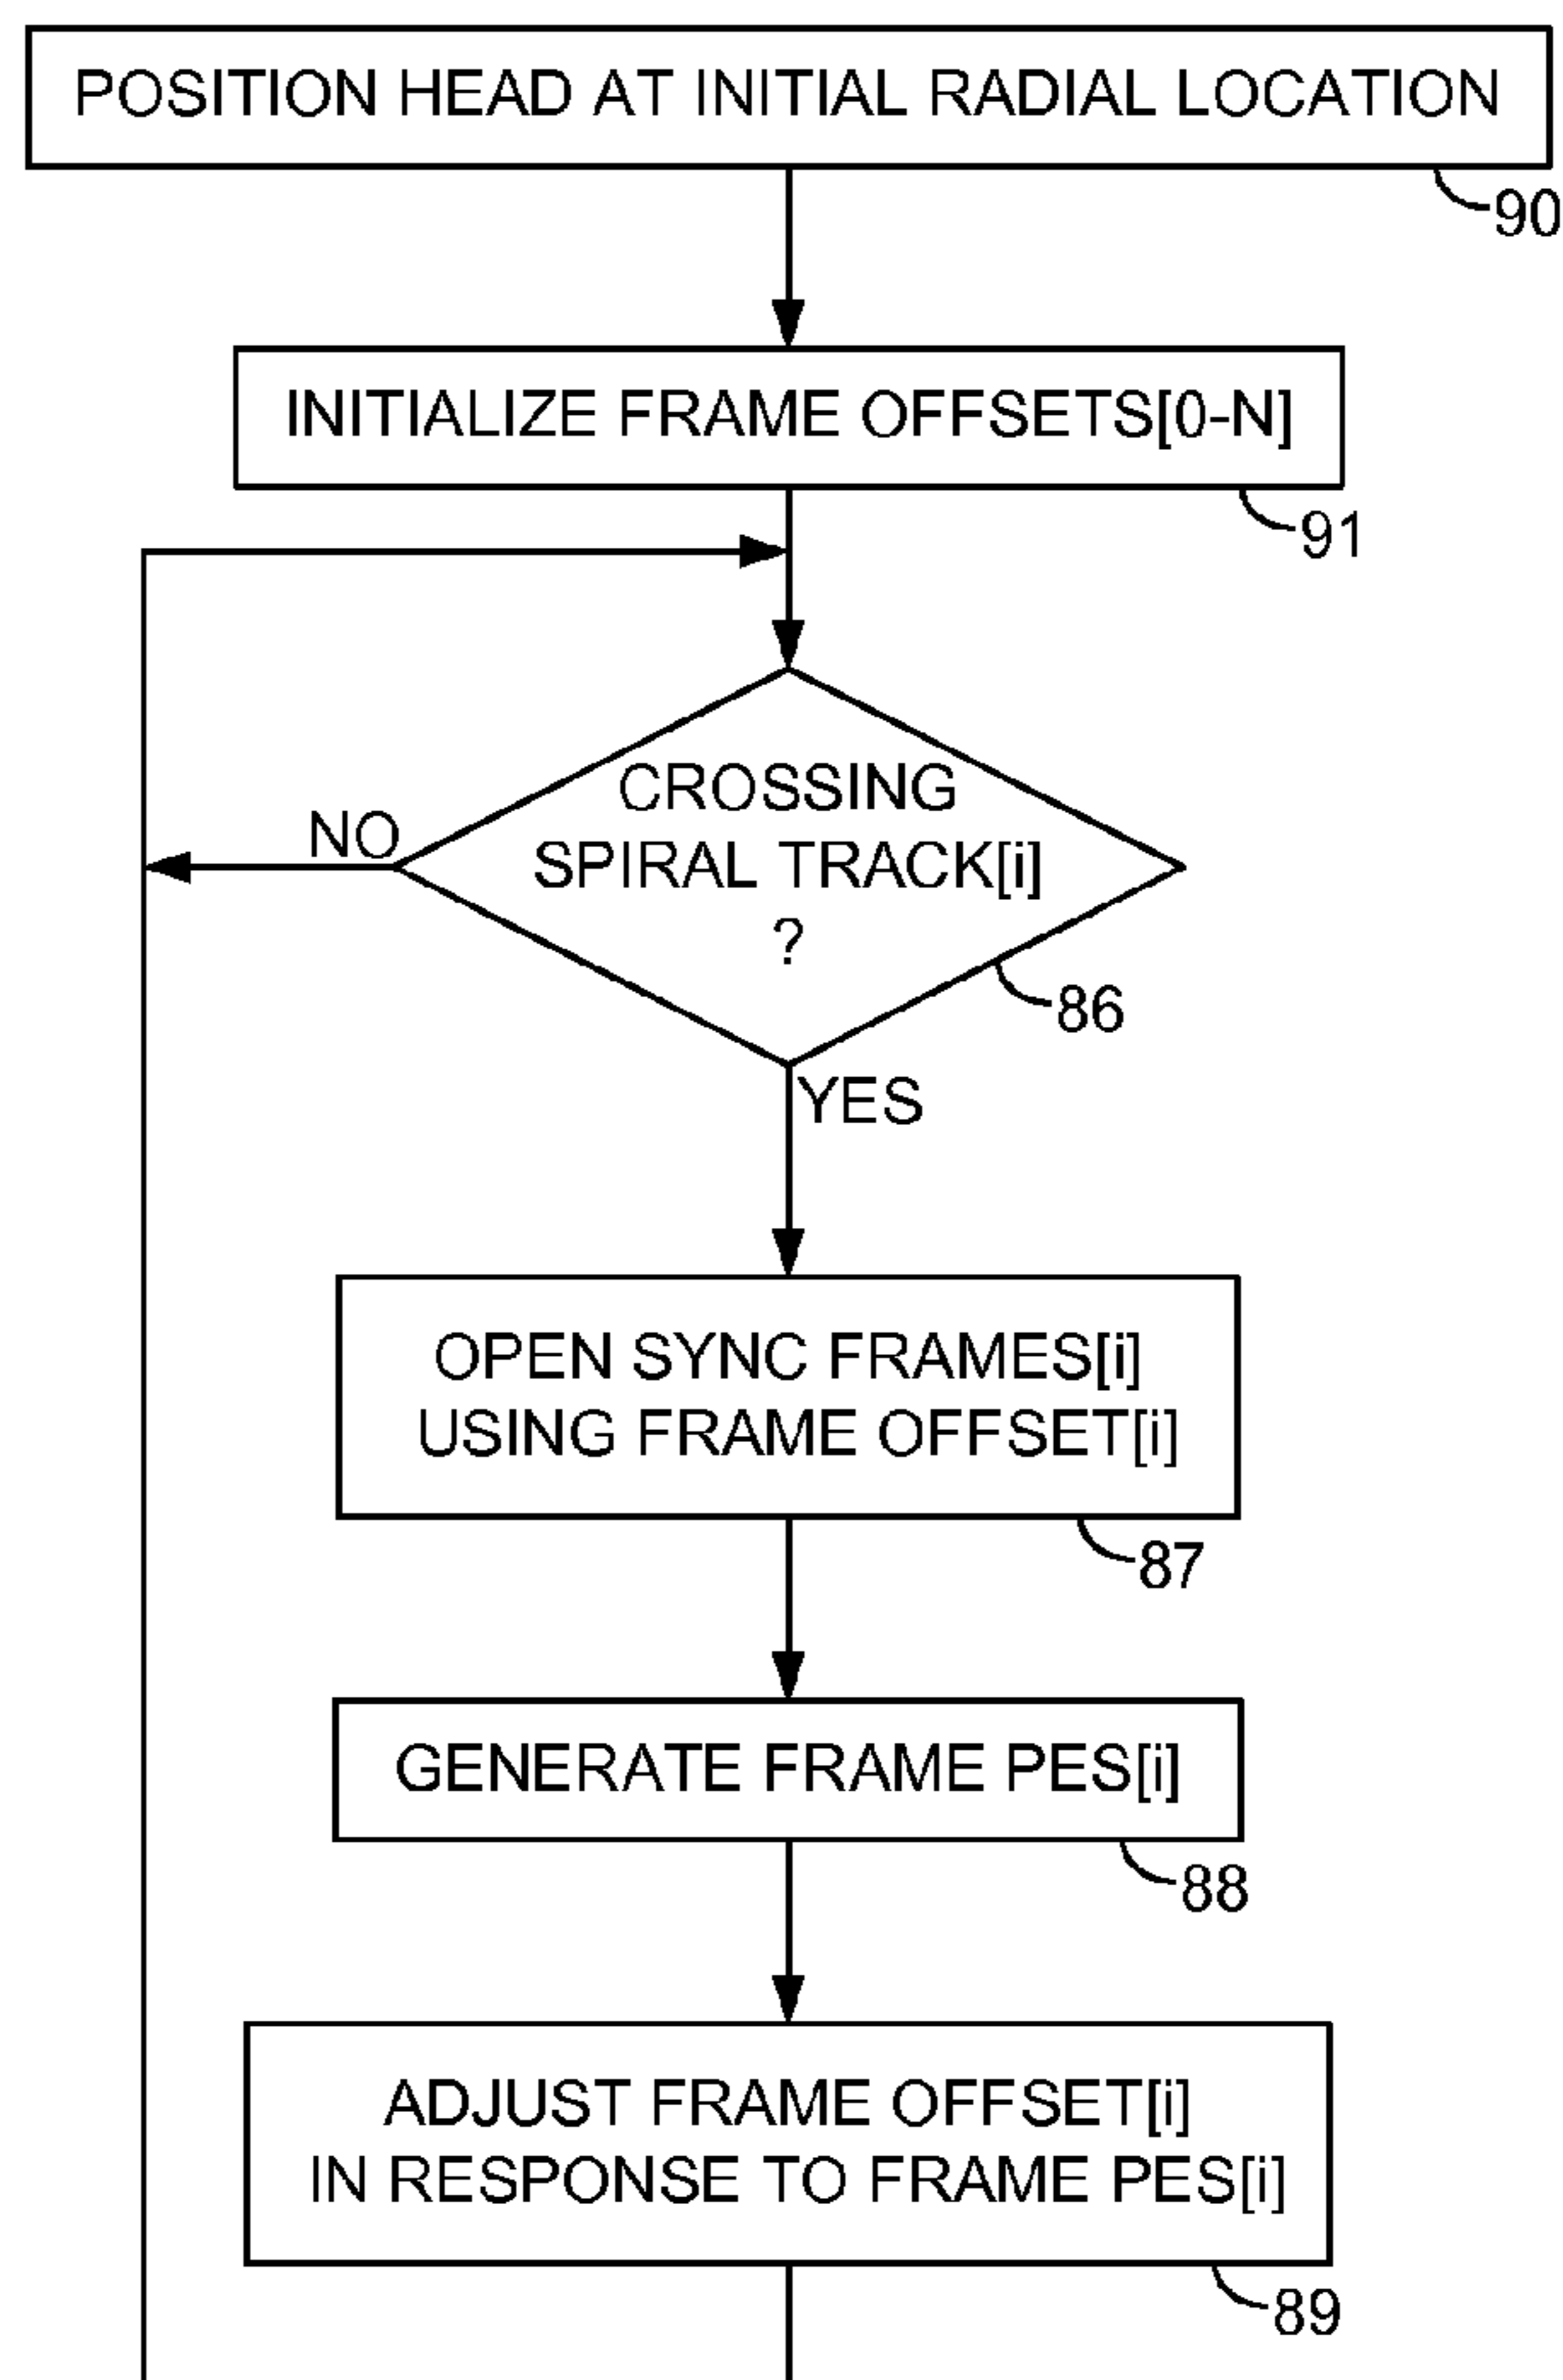 POSITION HEAD AT INITIAL RADIAL LOCATION
90
INITIALIZE FRAME OFFSETS[0-N]
91
CROSSING
SPIRAL TRACK[i]
?
NO
86
YES
OPEN SYNC FRAMES[i]
USING FRAME OFFSET[i]
87
GENERATE FRAME PES[i]
88
ADJUST FRAME OFFSET[i]
IN RESPONSE TO FRAME PES[i]
89